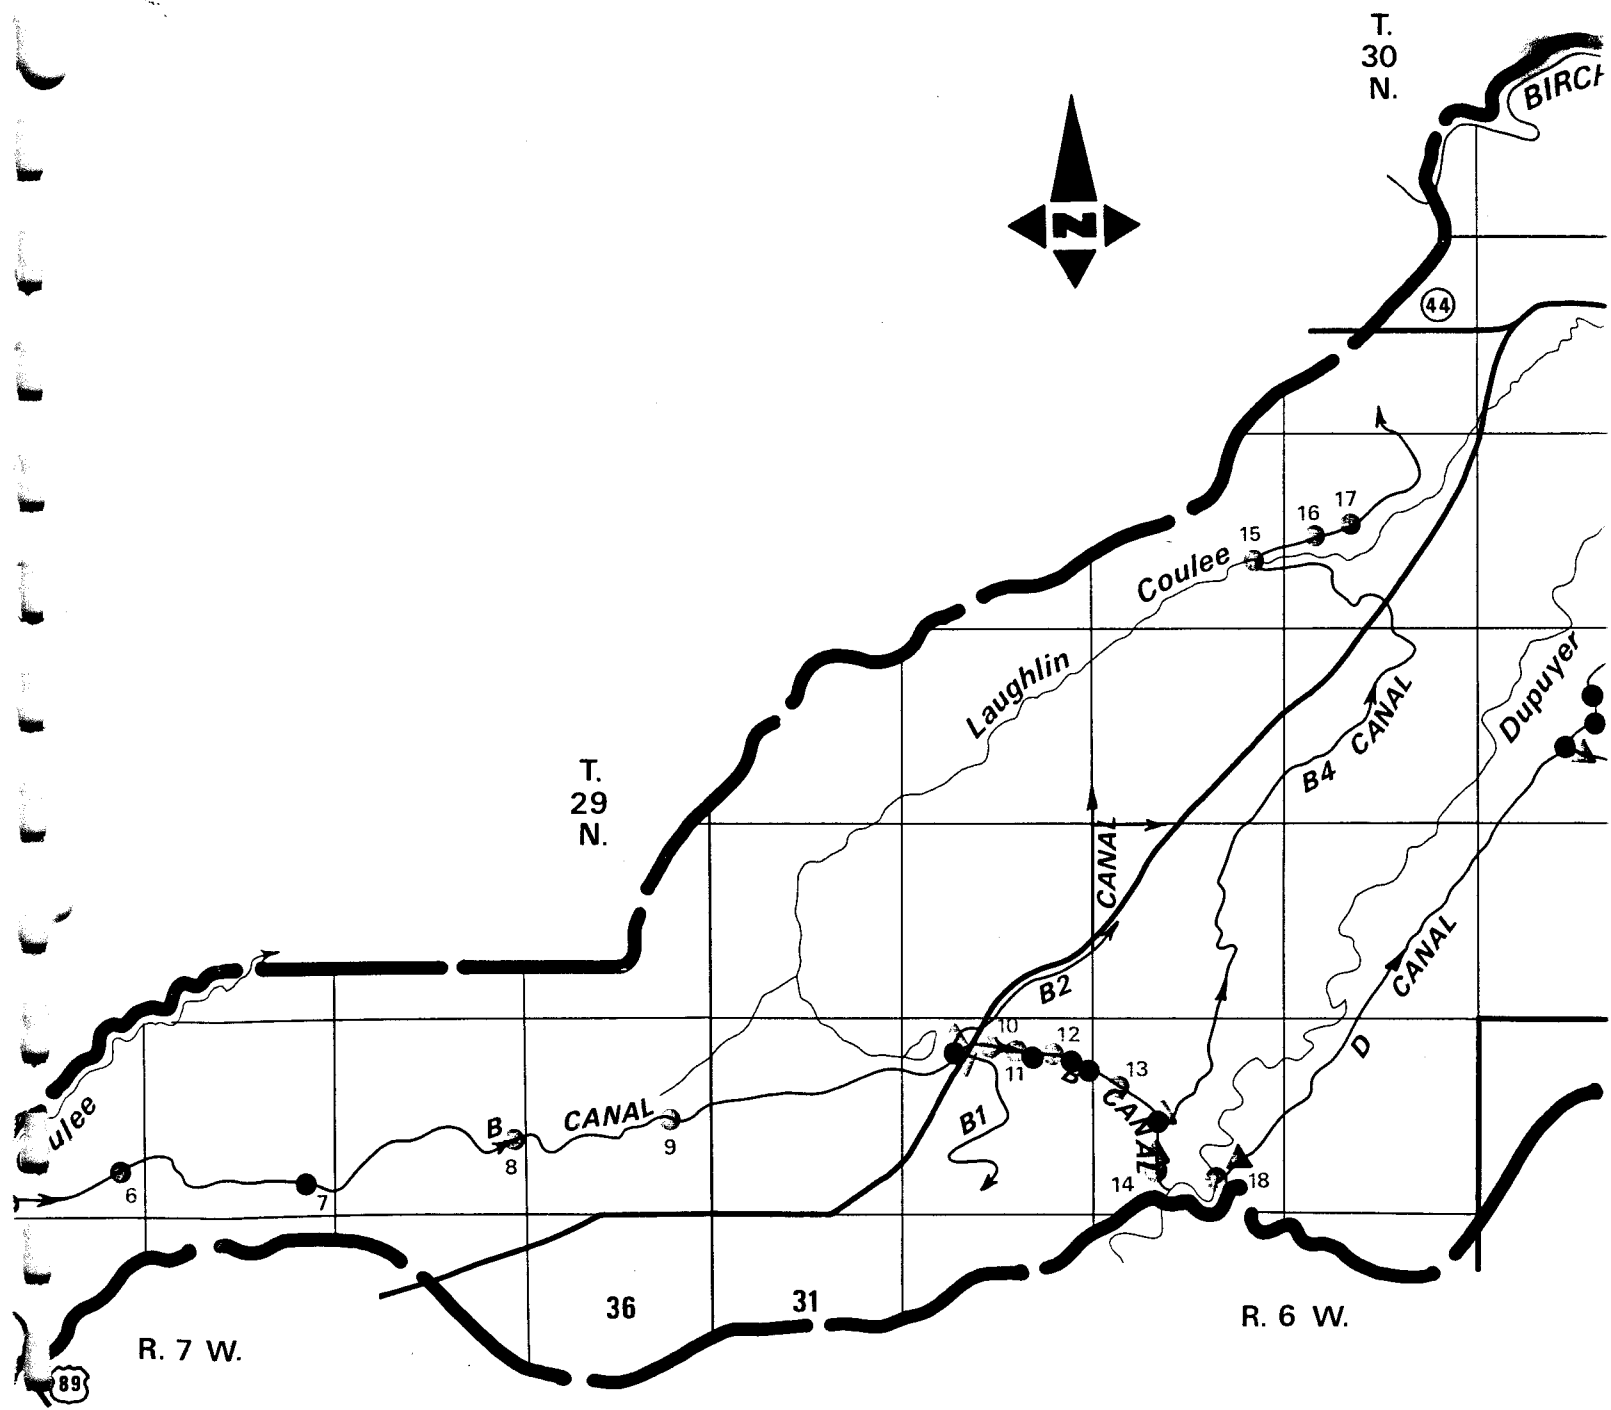 T.
30
N.
BIRCH
N
44
17
16
15
Coulee
Laughlin
Dupuyer
CANAL
B4
T.
29
N.
CANAL
CANAL
B2
D
10
12
11
13
B
CANAL
B1
ulee
B CANAL
9
8
6
7
14
18
36
31
R. 6 W.
R. 7 W.
89